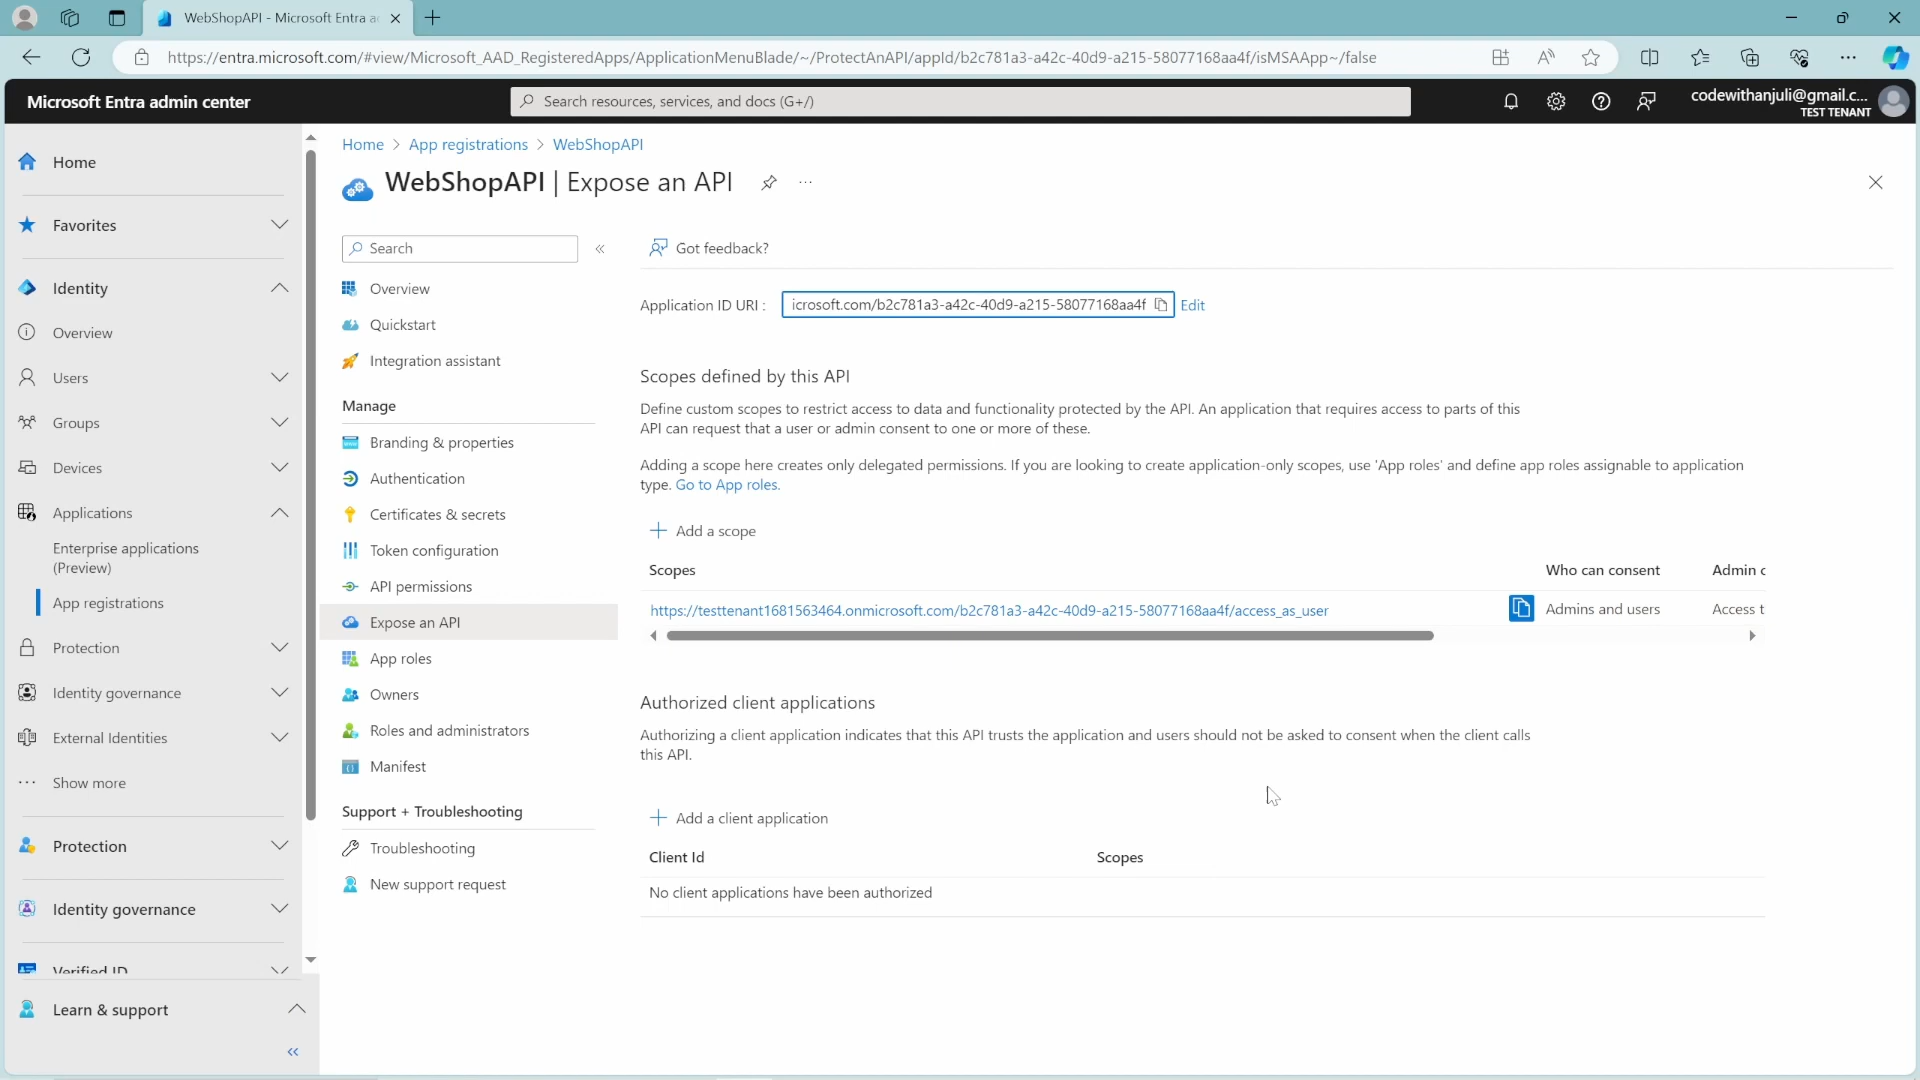 WebShopAPI - Microsoft Entra a
https://entra.microsoft.com/#view/Microsoft_AAD_RegisteredApps/ApplicationMenuBlade/~/ProtectAnAPI/appId/b2c781a3-a42c-40d9-a215-58077168aa4f/isMSAApp~/false
Microsoft Entra admin center
Search resources, services, and docs (G+/)
codewithanjuli@gmail.c...
TEST TENANT
Home
Favorites
Identity
Overview
Users
Groups
Devices
Applications
Enterprise applications
(Preview)
App registrations
Protection
Identity governance
External Identities
Show more
Protection
Identity governance
Verified ID
Learn & support
Home > App registrations > WebShopAPI
WebShopAPI | Expose an API
Search
Overview
Quickstart
Integration assistant
Manage
Branding & properties
Authentication
Certificates & secrets
Token configuration
API permissions
Expose an API
App roles
Owners
Roles and administrators
Manifest
Support + Troubleshooting
Troubleshooting
New support request
Got feedback?
Application ID URI : icrosoft.com/b2c781a3-a42c-40d9-a215-58077168aa4f Edit
Scopes defined by this API
Define custom scopes to restrict access to data and functionality protected by the API. An application that requires access to parts of this
API can request that a user or admin consent to one or more of these.
Adding a scope here creates only delegated permissions. If you are looking to create application-only scopes, use 'App roles' and define app roles assignable to application
type. Go to App roles.
Add a scope
Scopes Who can consent Admin c
https://testtenant1681563464.onmicrosoft.com/b2c781a3-a42c-40d9-a215-58077168aa4f/access_as_user Admins and users Access t
Authorized client applications
Authorizing a client application indicates that this API trusts the application and users should not be asked to consent when the client calls
this API.
Add a client application
Client Id Scopes
No client applications have been authorized